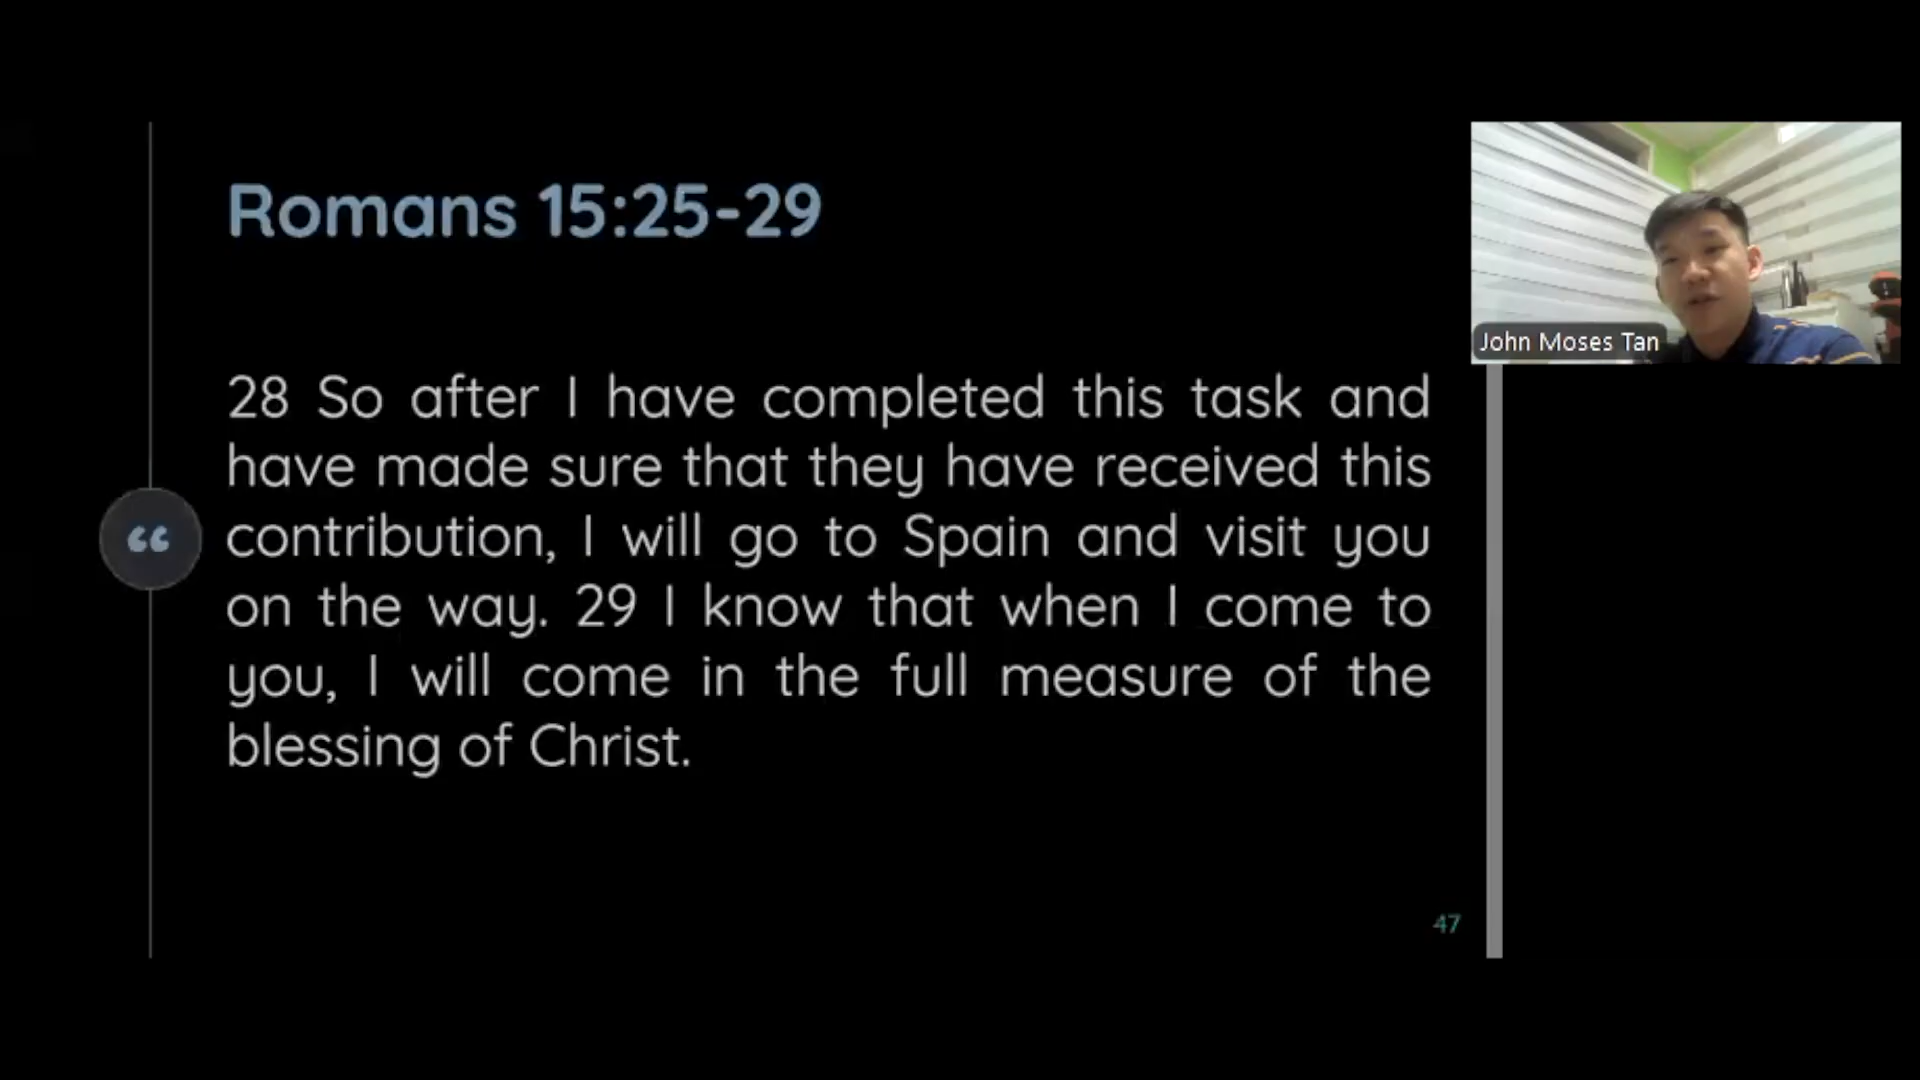 Romans 15:25-29
John Moses Tan
28 So after I have completed this task and
have made sure that they have received this
contribution, I will go to Spain and visit you
on the way. 29 I know that when I come to
you, I will come in the full measure of the
blessing of Christ.
47